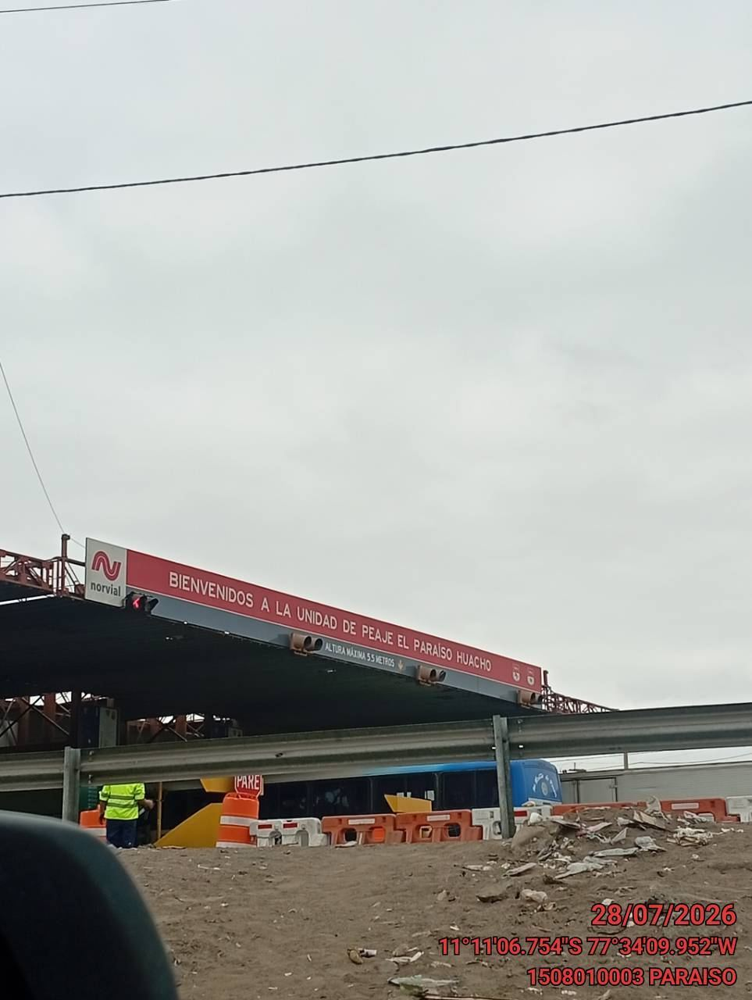 norvial
BIENVENIDOS A LA UNIDAD DE PEAJE EL PARAÍSO HUACHO
ALTURA MÁXIMA 5.5 METROS
PARE
28/07/2026
11°11'06.754"S 77°34'09.952"W
1508010003 PARAISO